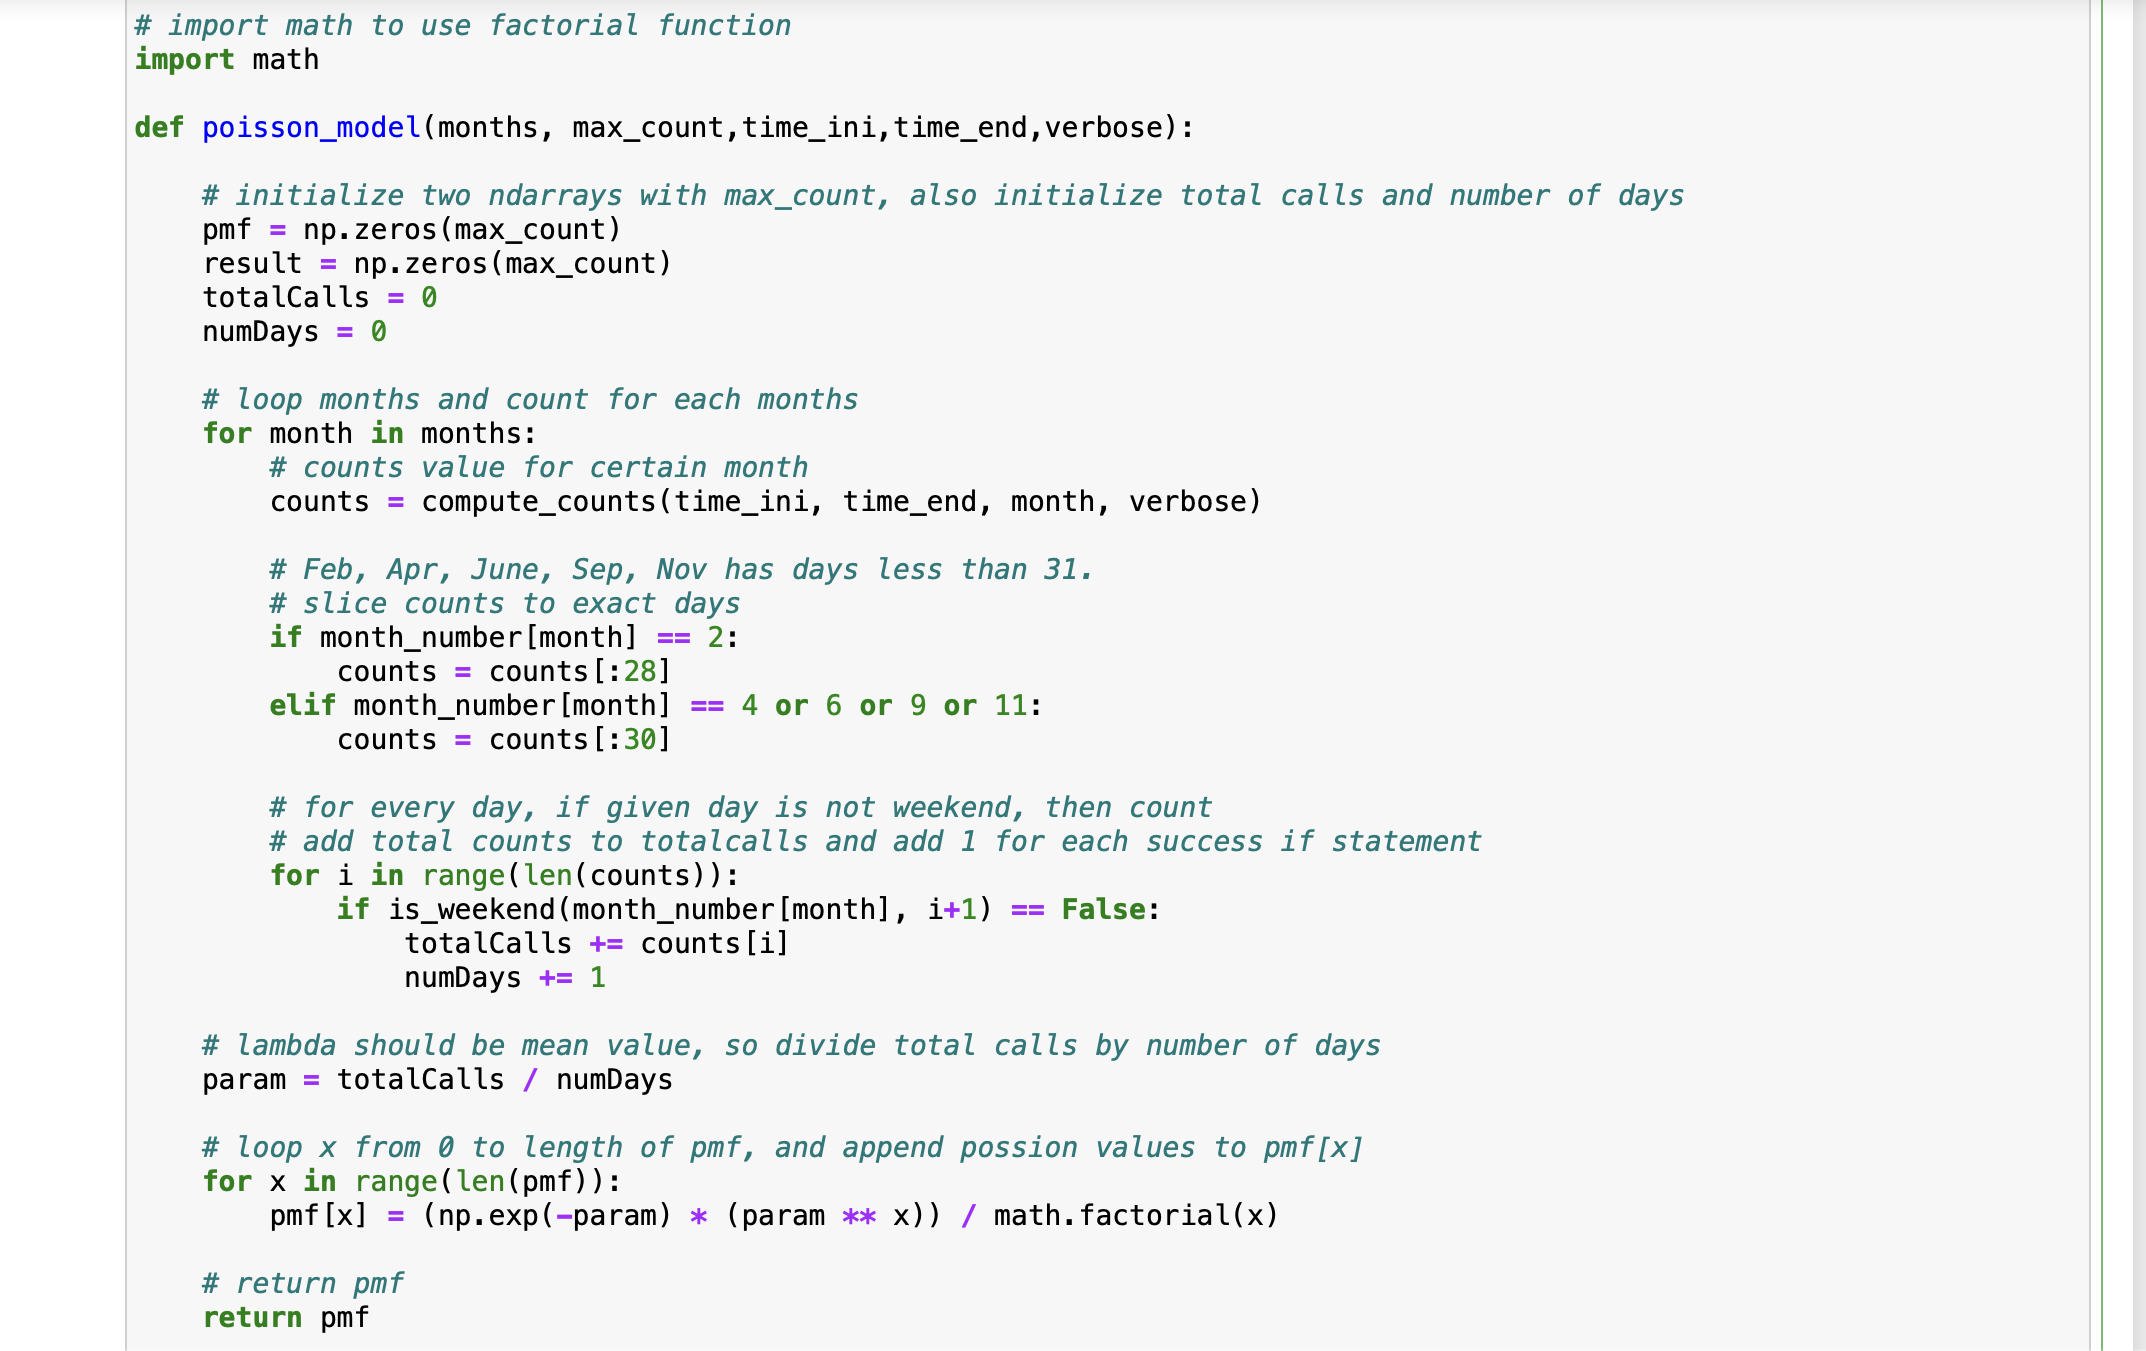 # import math to use factorial function
import math
def poisson_model(months, max_count,time_ini,time_end,verbose):
# initialize two ndarrays with max_count, also initialize total calls and number of days
pmf = np.zeros(max_count)
result = np.zeros(max_count)
totalCalls = 0
numDays = 0
# loop months and count for each months
for month in months:
# counts value for certain month
counts = compute_counts(time_ini, time_end, month, verbose)
# Feb, Apr, June, Sep, Nov has days less than 31.
# slice counts to exact days
if month_number[month] == 2:
counts = counts[:28]
elif month_number[month] == 4 or 6 or 9 or 11:
counts = counts[:30]
# for every day, if given day is not weekend, then count
# add total counts to totalcalls and add 1 for each success if statement
for i in range(len(counts)):
if is_weekend(month_number[month], i+1) == False:
totalCalls += counts[i]
numDays += 1
# lambda should be mean value, so divide total calls by number of days
param = totalCalls / numDays
# loop x from 0 to length of pmf, and append possion values to pmf[x]
for x in range(len(pmf)):
pmf[x] = (np.exp(-param) * (param ** x)) / math.factorial(x)
# return pmf
return pmf